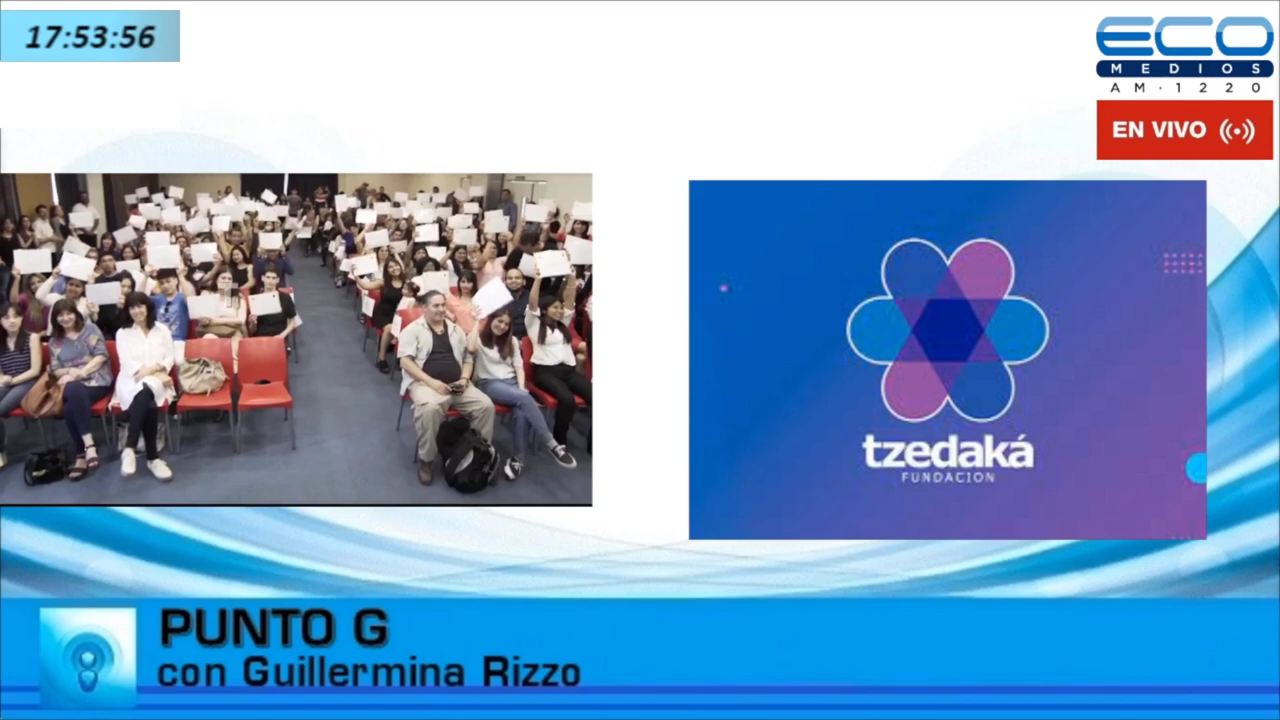 17:53:56
ECO
MEDIOS
AM·1220
EN VIVO
tzedaká
FUNDACION
PUNTO G
con Guillermina Rizzo